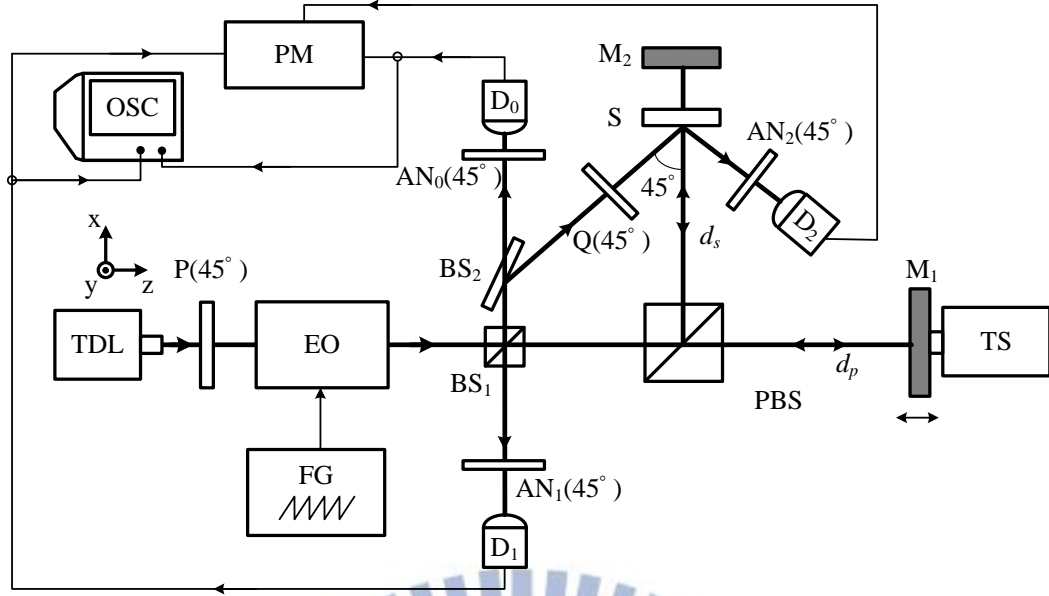 PM
M₂
OSC
D₀
S
AN₂(45°)
AN₀(45°)
45°
D₂
Q(45°)
dₛ
x
y
z
P(45°)
BS₂
M₁
TDL
EO
TS
BS₁
dₚ
PBS
FG
AN₁(45°)
D₁